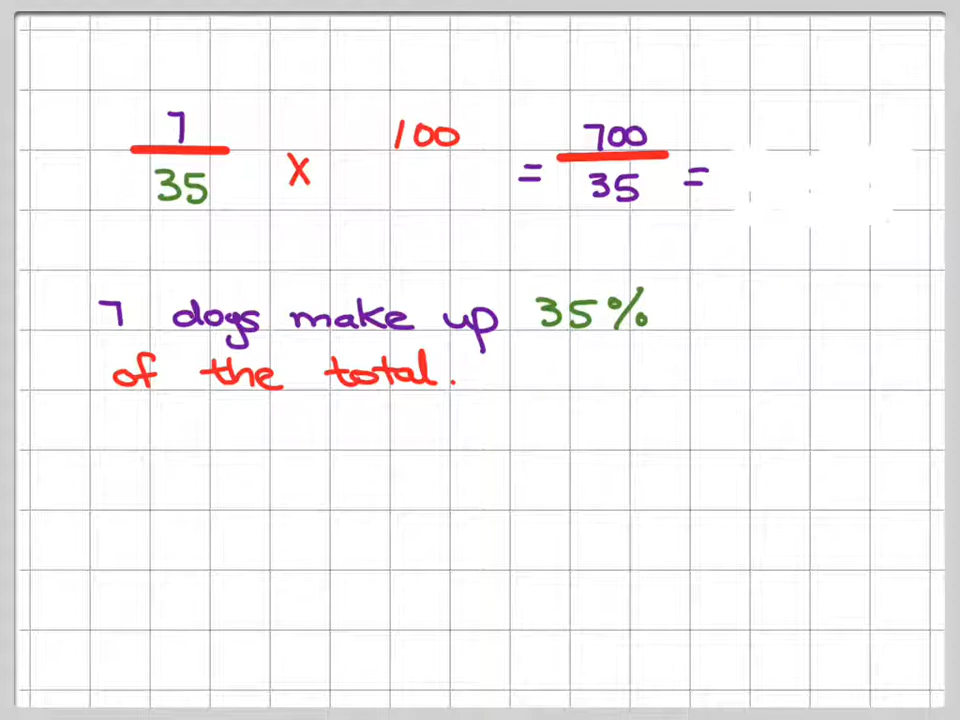 7/35 x 100 = 700/35 =
7 dogs make up 35%
of the total.